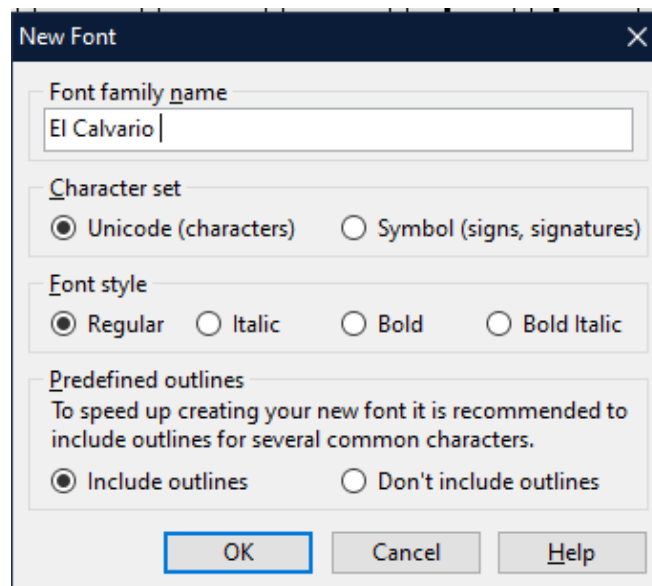 New Font
Font family name
El Calvario
Character set
Unicode (characters) Symbol (signs, signatures)
Font style
Regular Italic Bold Bold Italic
Predefined outlines
To speed up creating your new font it is recommended to
include outlines for several common characters.
Include outlines Don't include outlines
OK Cancel Help